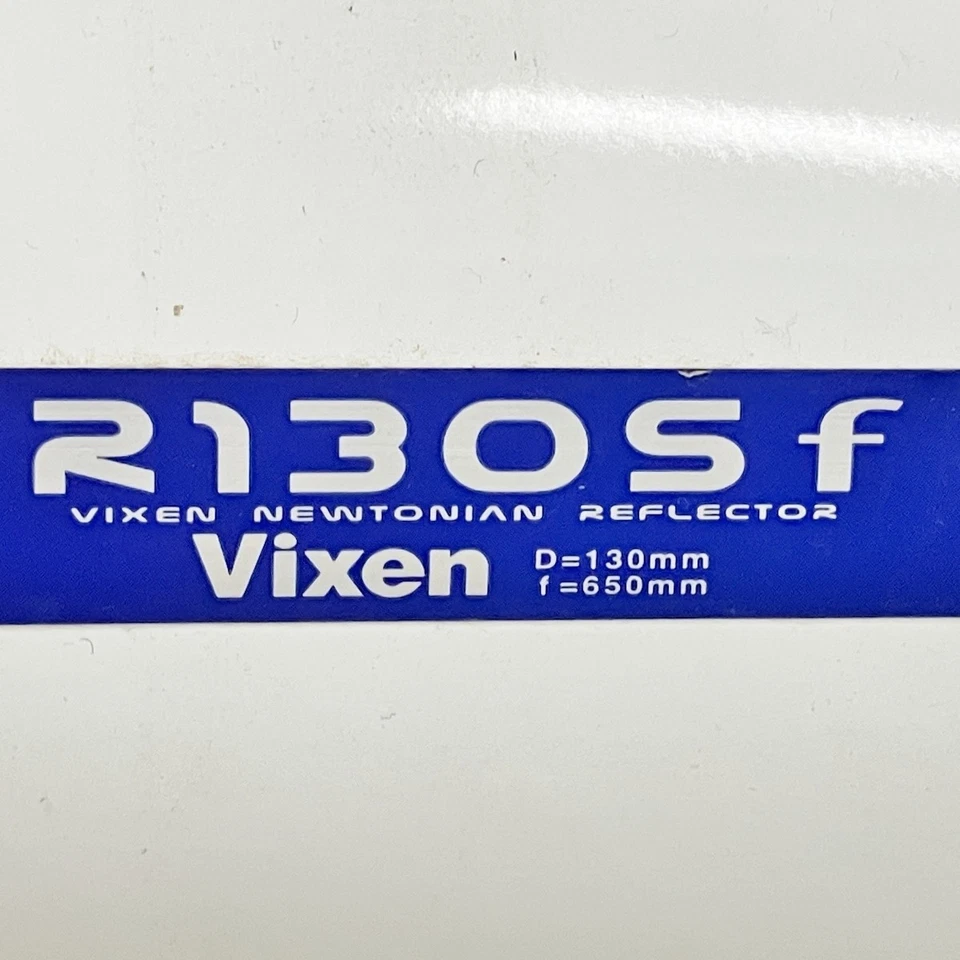 R130Sf
VIXEN NEWTONIAN REFLECTOR
Vixen
D=130mm
f=650mm